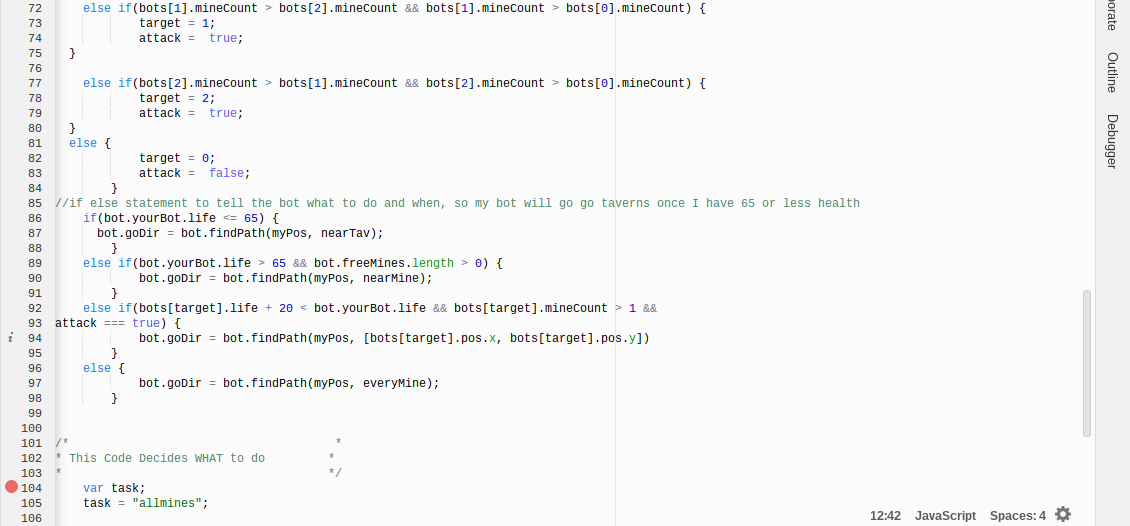 72 else if(bots[1].mineCount > bots[2].mineCount && bots[1].mineCount > bots[0].mineCount) {
73 target = 1;
74 attack =  true;
75 }
76
77 else if(bots[2].mineCount > bots[1].mineCount && bots[2].mineCount > bots[0].mineCount) {
78 target = 2;
79 attack =  true;
80 }
81 else {
82 target = 0;
83 attack =  false;
84 }
85 //if else statement to tell the bot what to do and when, so my bot will go go taverns once I have 65 or less health
86 if(bot.yourBot.life <= 65) {
87 bot.goDir = bot.findPath(myPos, nearTav);
88 }
89 else if(bot.yourBot.life > 65 && bot.freeMines.length > 0) {
90 bot.goDir = bot.findPath(myPos, nearMine);
91 }
92 else if(bots[target].life + 20 < bot.yourBot.life && bots[target].mineCount > 1 &&
93 attack === true) {
i 94 bot.goDir = bot.findPath(myPos, [bots[target].pos.x, bots[target].pos.y])
95 }
96 else {
97 bot.goDir = bot.findPath(myPos, everyMine);
98 }
99
100
101 /* *
102 * This Code Decides WHAT to do *
103 * */
104 var task;
105 task = "allmines";
106
12:42 JavaScript Spaces: 4
Outline
Debugger